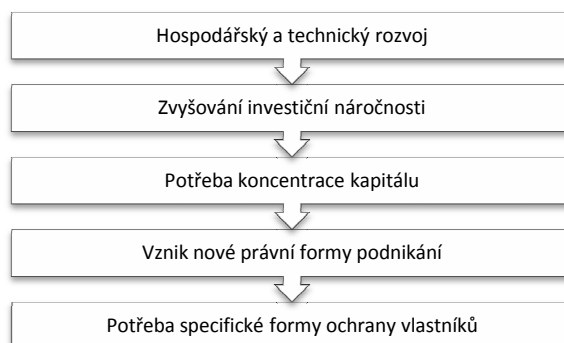 Hospodářský a technický rozvoj
Zvyšování investiční náročnosti
Potřeba koncentrace kapitálu
Vznik nové právní formy podnikání
Potřeba specifické formy ochrany vlastníků